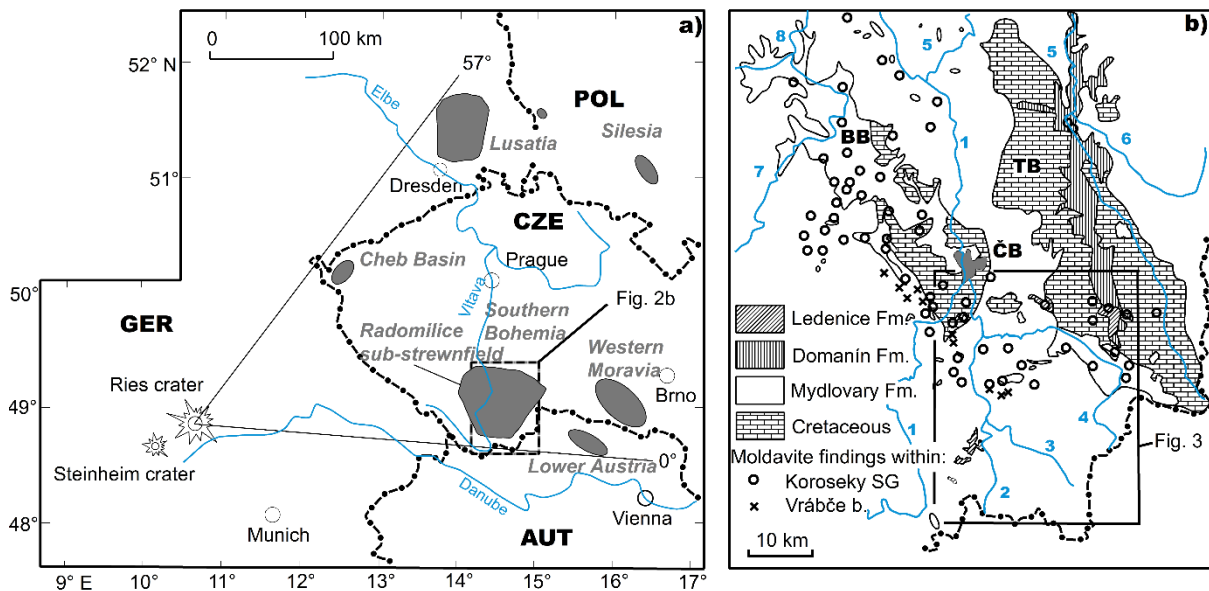 a)
0 100 km
52° N
57°
Elbe
POL
Lusatia
Silesia
51°
Dresden
CZE
Cheb Basin
Prague
50°
Vltava
Southern
Bohemia
Fig. 2b
GER
Radomilice
sub-strewnfield
Western
Moravia
Ries crater
Brno
49°
Steinheim crater
Lower Austria
0°
Danube
Munich
Vienna
48°
AUT
9° E 10° 11° 12° 13° 14° 15° 16° 17°
b)
8
5
5
BB
1
6
TB
7
ČB
Ledenice Fm.
Domanín Fm.
Mydlovary Fm.
4
Cretaceous
1
3
Fig. 3
Moldavite findings within:
Koroseky SG
2
Vrábče b.
10 km